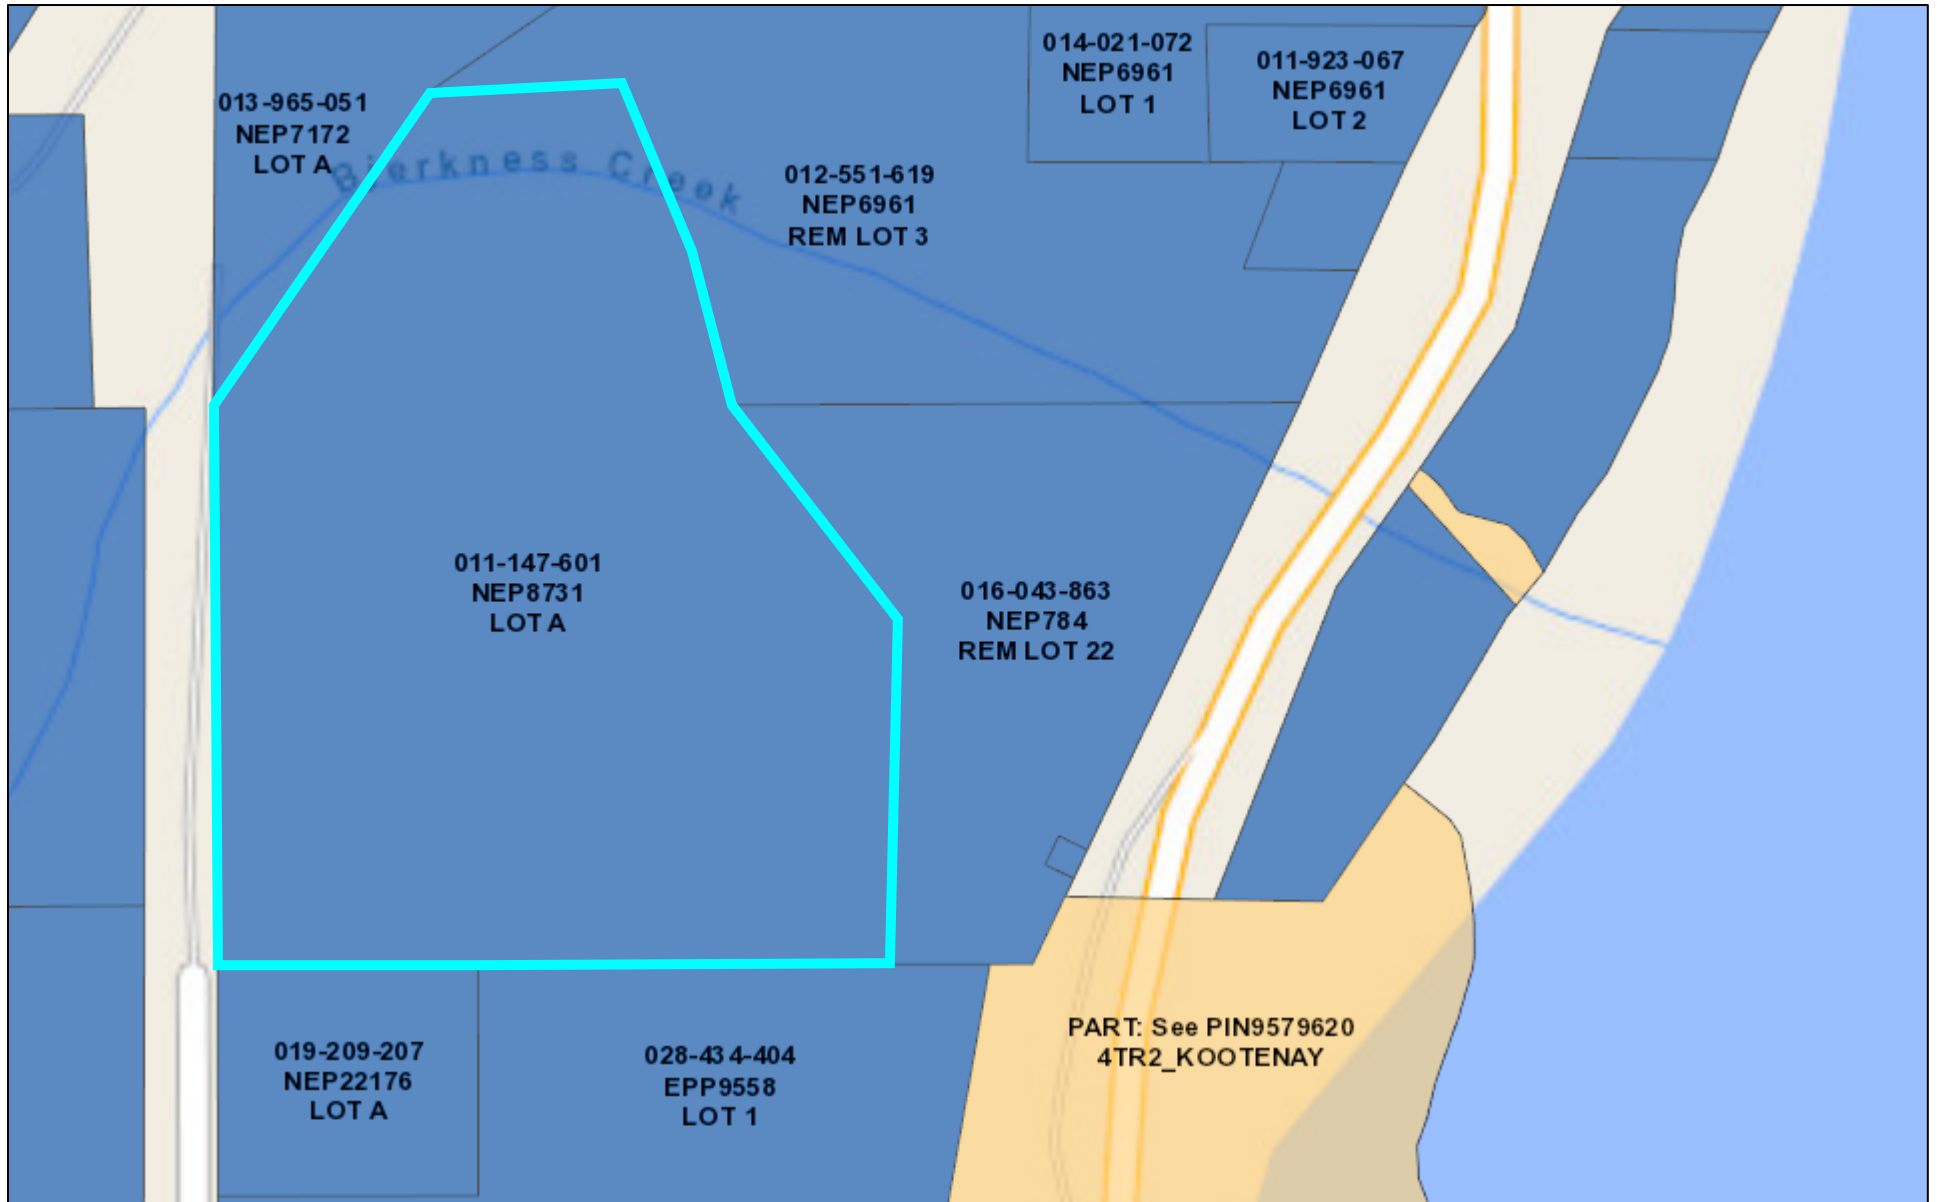 014-021-072
NEP6961
LOT 1
011-923-067
NEP6961
LOT 2
013-965-051
NEP7172
LOT A
Bjerkness Creek
012-551-619
NEP6961
REM LOT 3
011-147-601
NEP8731
LOT A
016-043-863
NEP784
REM LOT 22
PART: See PIN9579620
4TR2_KOOTENAY
019-209-207
NEP22176
LOT A
028-434-404
EPP9558
LOT 1